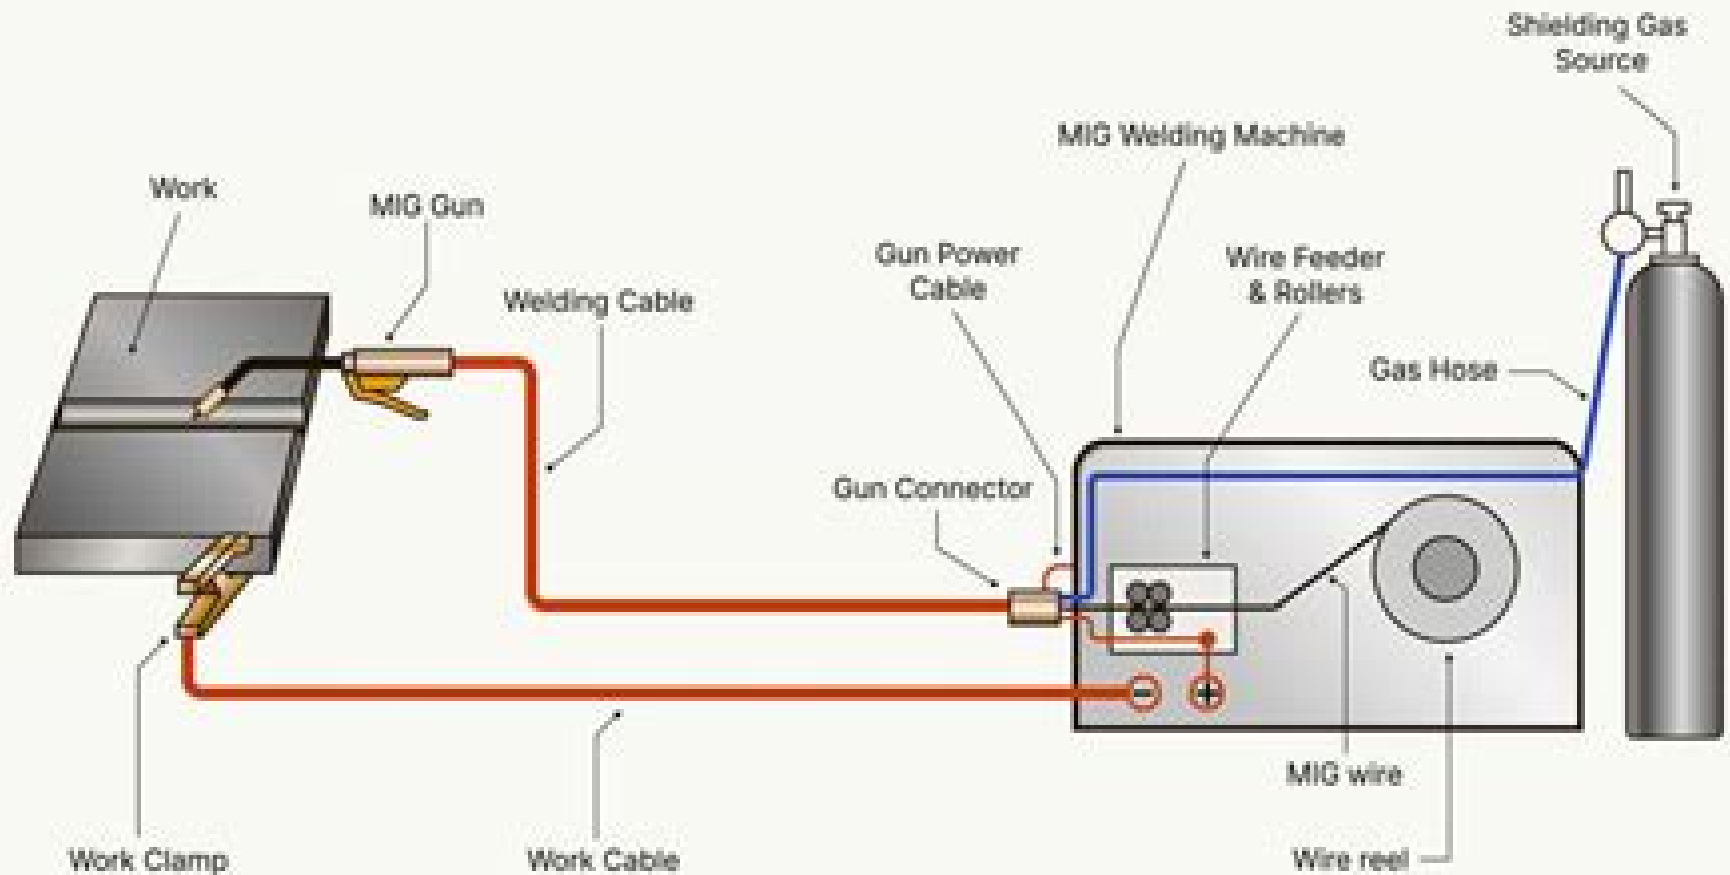 Shielding Gas
Source
MIG Welding Machine
Work
MIG Gun
Gun Power
Cable
Wire Feeder
& Rollers
Welding Cable
Gas Hose
Gun Connector
MIG wire
Work Clamp
Work Cable
Wire reel